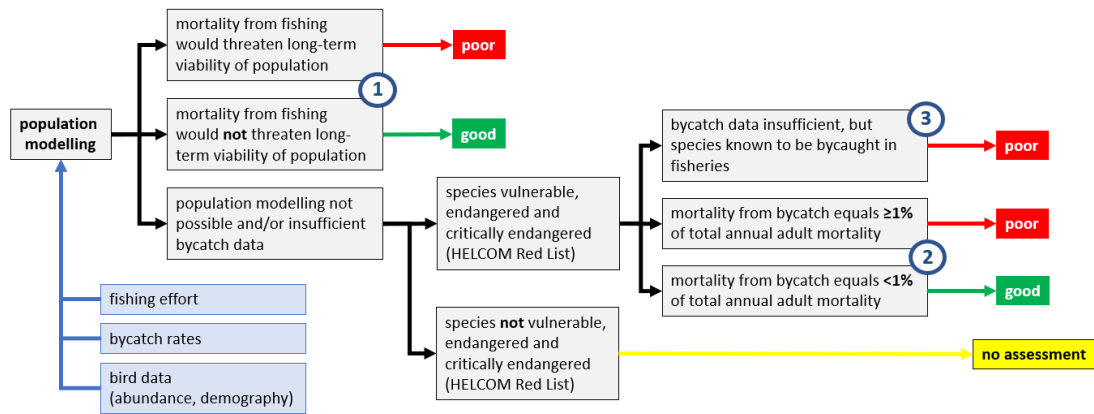 mortality from fishing
would threaten long-term
viability of population
poor
1
population
modelling
mortality from fishing
would not threaten long-
term viability of population
good
3
bycatch data insufficient, but
species known to be bycaught in
fisheries
poor
population modelling not
possible and/or insufficient
bycatch data
species vulnerable,
endangered and
critically endangered
(HELCOM Red List)
mortality from bycatch equals ≥1%
of total annual adult mortality
poor
2
mortality from bycatch equals <1%
of total annual adult mortality
good
fishing effort
bycatch rates
bird data
(abundance, demography)
species not vulnerable,
endangered and
critically endangered
(HELCOM Red List)
no assessment